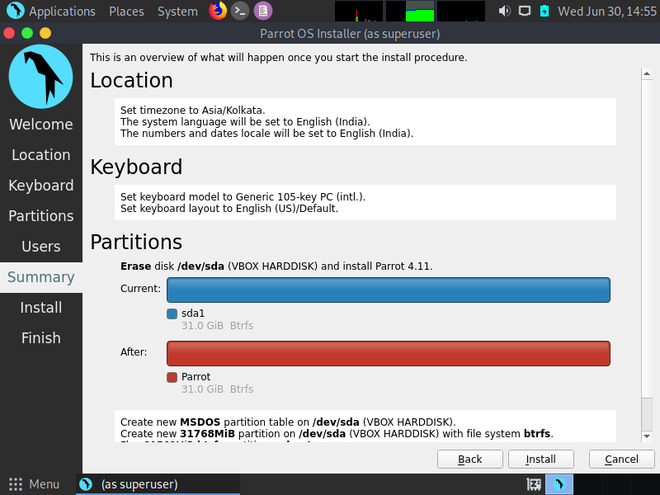 Applications Places System Wed Jun 30, 14:55
Parrot OS Installer (as superuser)
Welcome
Location
Keyboard
Partitions
Users
Summary
Install
Finish
This is an overview of what will happen once you start the install procedure.
Location
Set timezone to Asia/Kolkata.
The system language will be set to English (India).
The numbers and dates locale will be set to English (India).
Keyboard
Set keyboard model to Generic 105-key PC (intl.).
Set keyboard layout to English (US)/Default.
Partitions
Erase disk /dev/sda (VBOX HARDDISK) and install Parrot 4.11.
Current:
sda1
31.0 GiB Btrfs
After:
Parrot
31.0 GiB Btrfs
Create new MSDOS partition table on /dev/sda (VBOX HARDDISK).
Create new 31768MiB partition on /dev/sda (VBOX HARDDISK) with file system btrfs.
Back Install Cancel
Menu (as superuser)